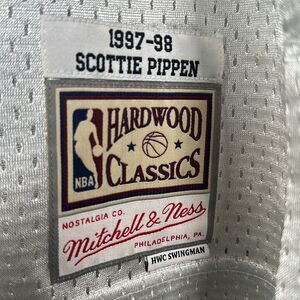 1997-98
SCOTTIE PIPPEN
HARDWOOD
CLASSICS
NBA
NOSTALGIA CO.
Mitchell & Ness
PHILADELPHIA, PA.
HWC SWINGMAN